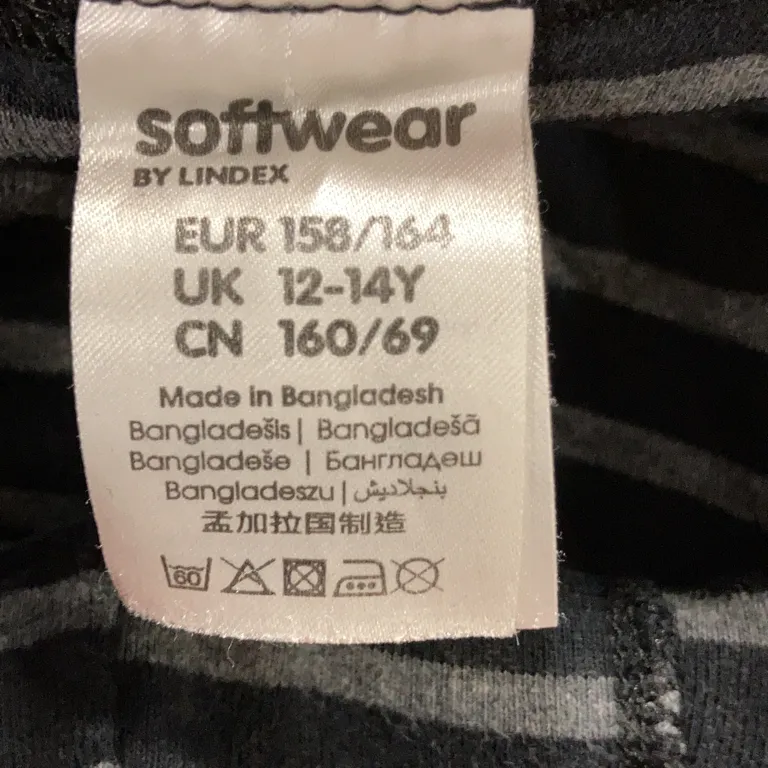 softwear
BY LINDEX
EUR 158/164
UK 12-14Y
CN 160/69
Made in Bangladesh
Bangladešis | Bangladešā
Bangladeše | Бангладеш
Bangladeszu | بنجلاديش
孟加拉国制造
60